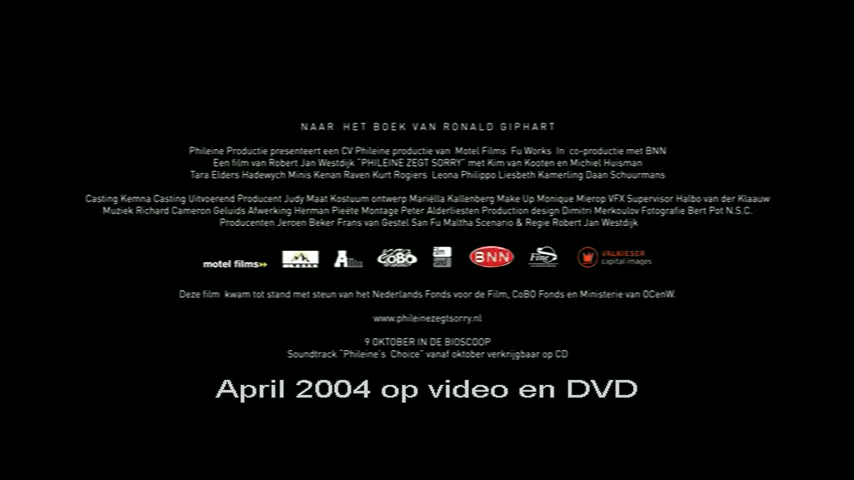 NAAR HET BOEK VAN RONALD GIPHART
Phileine Productie presenteert een CV Phileine productie van Motel Films Fu Works In co-productie met BNN
Een film van Robert Jan Westdijk "PHILEINE ZEGT SORRY" met Kim van Kooten en Michiel Huisman
Tara Elders Hadewych Minis Kenan Raven Kurt Rogiers Leona Philippo Liesbeth Kamerling Daan Schuurmans
Casting Kemna Casting Uitvoerend Producent Judy Maat Kostuum ontwerp Mariëlla Kallenberg Make Up Monique Mierop VFX Supervisor Halbo van der Klaauw
Muziek Richard Cameron Geluids Afwerking Herman Pieëte Montage Peter Alderliesten Production design Dimitri Merkoulov Fotografie Bert Pot N.S.C.
Producenten Jeroen Beker Frans van Gestel San Fu Maltha Scenario & Regie Robert Jan Westdijk
motel films CoBO film BNN Fine VALKIESER
capital images
Deze film kwam tot stand met steun van het Nederlands Fonds voor de Film, CoBO Fonds en Ministerie van OCenW.
www.phileinezegtsorry.nl
9 OKTOBER IN DE BIOSCOOP
Soundtrack "Phileine's Choice" vanaf oktober verkrijgbaar op CD
April 2004 op video en DVD